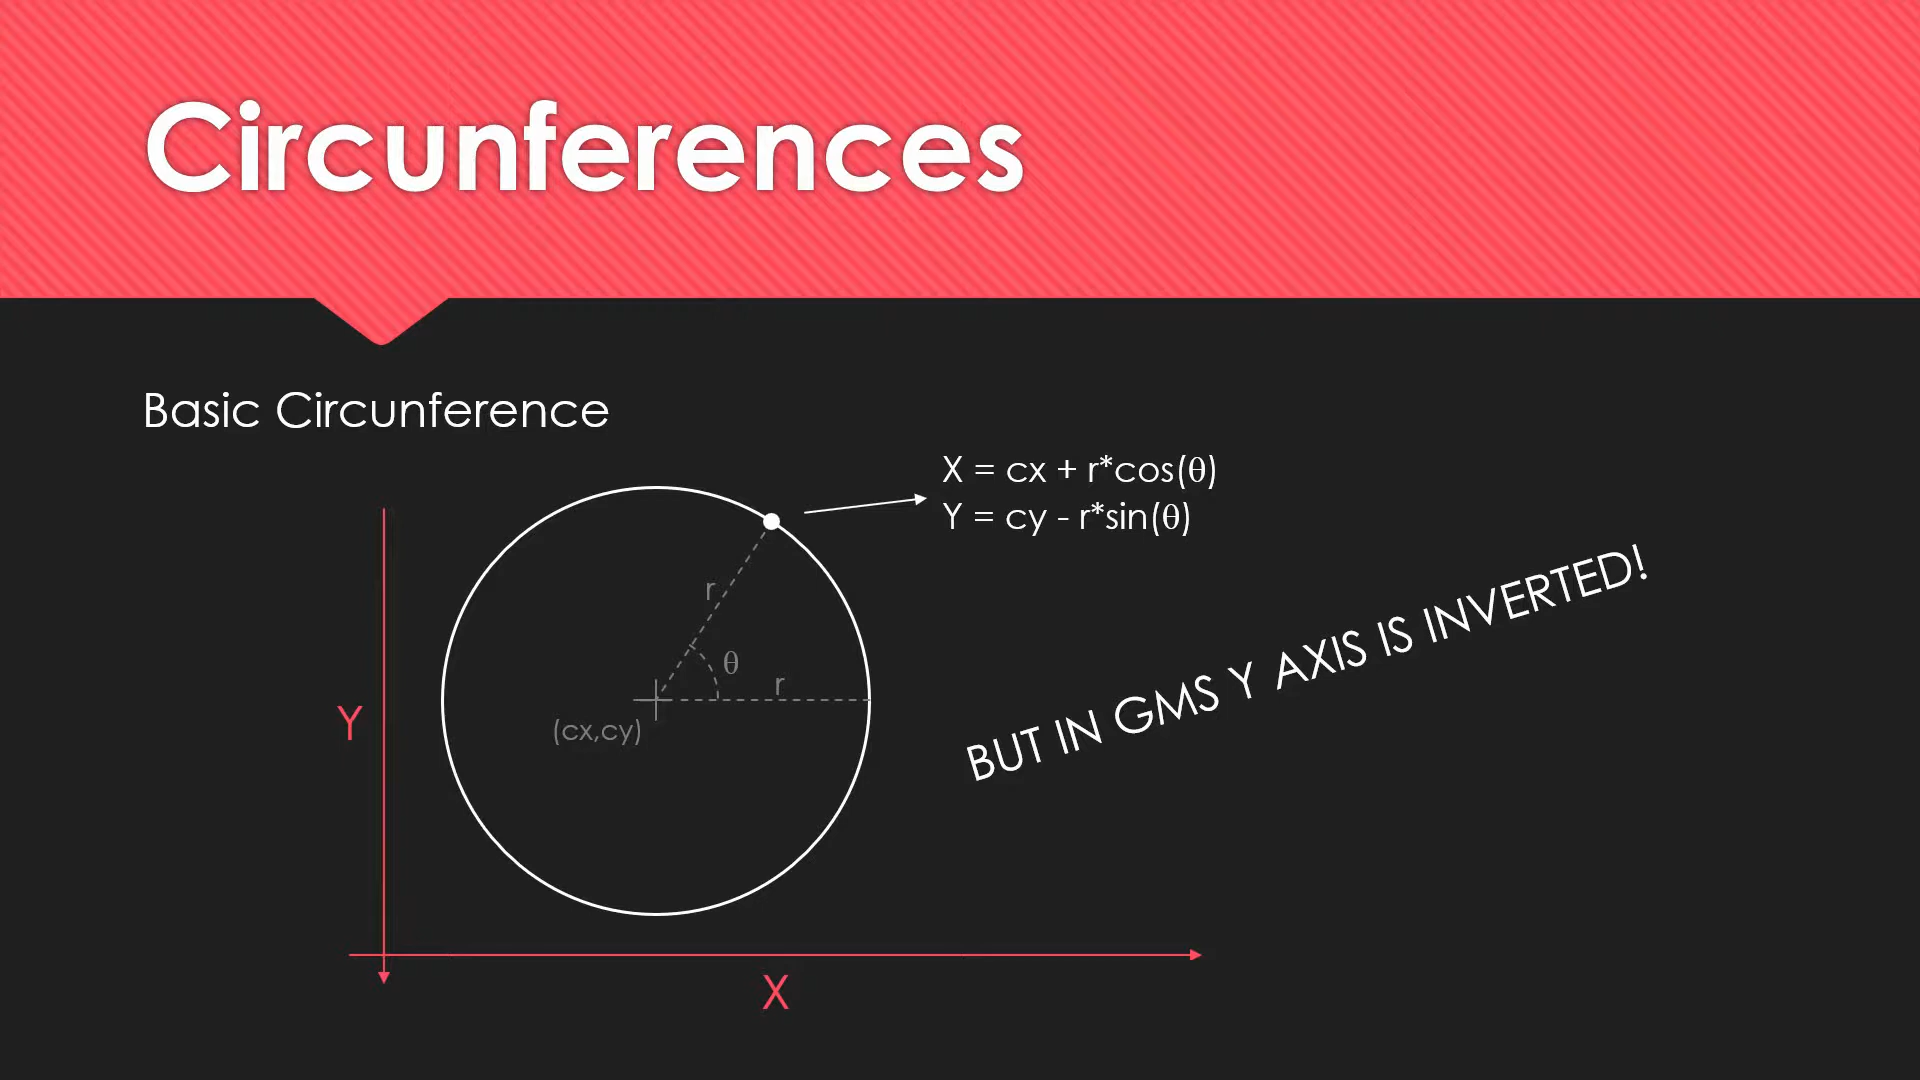 Circunferences
Basic Circunference
X = cx + r*cos(θ)
Y = cy - r*sin(θ)
BUT IN GMS Y AXIS IS INVERTED!
r
θ
r
(cx,cy)
Y
X